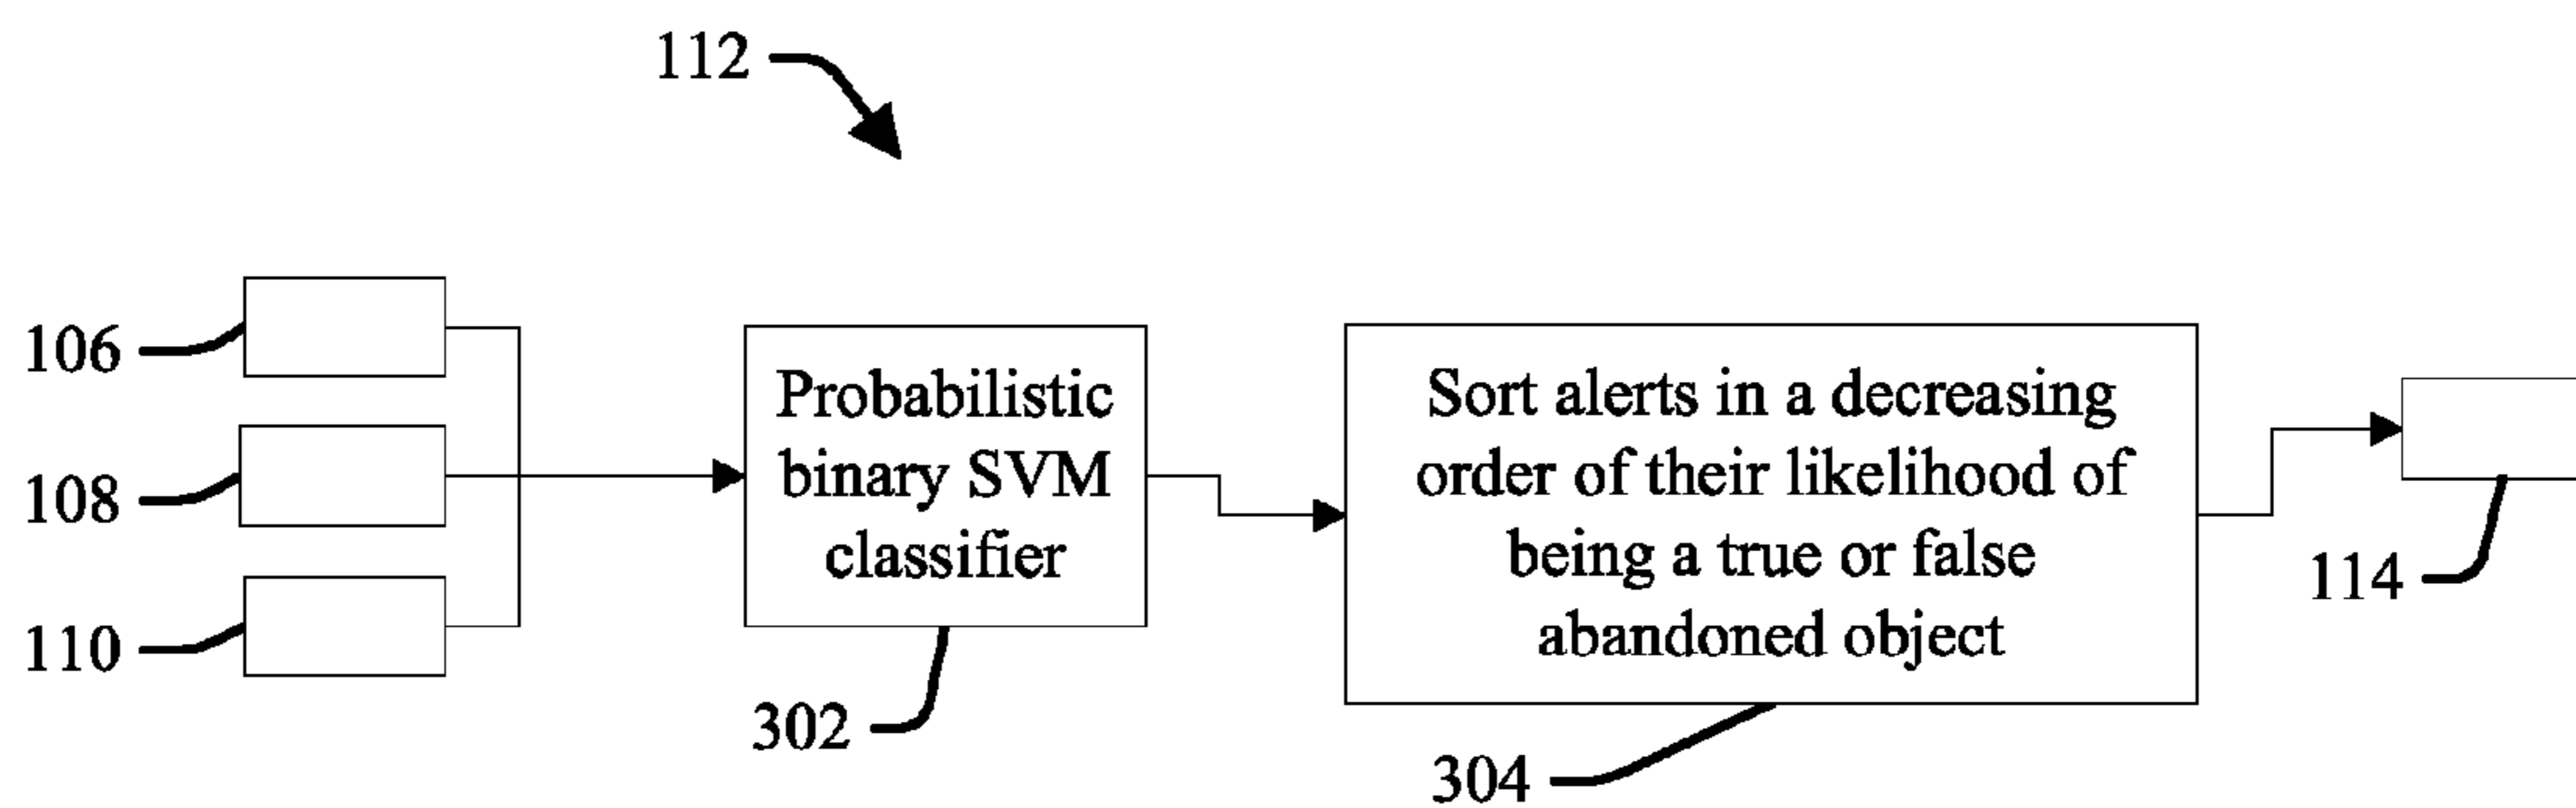 112
106
108
110
Probabilistic
binary SVM
classifier
302
Sort alerts in a decreasing
order of their likelihood of
being a true or false
abandoned object
304
114